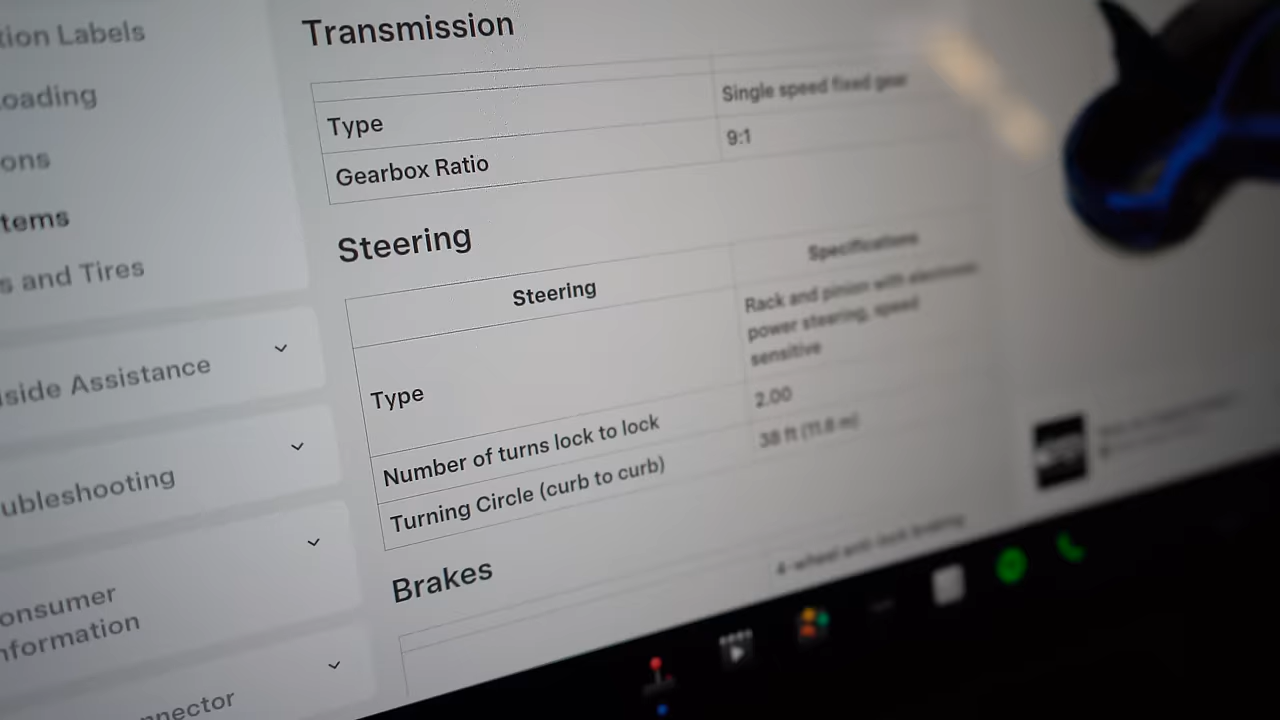 tion Labels
oading
ons
tems
s and Tires
side Assistance
ubleshooting
onsumer
nformation
nnector
Transmission
Type
Single speed fixed gear
Gearbox Ratio
9:1
Steering
Steering
Specifications
Type
Rack and pinion with electronic
power steering, speed
sensitive
Number of turns lock to lock
2.00
Turning Circle (curb to curb)
38 ft (11.8 m)
Brakes
4-wheel anti-lock braking